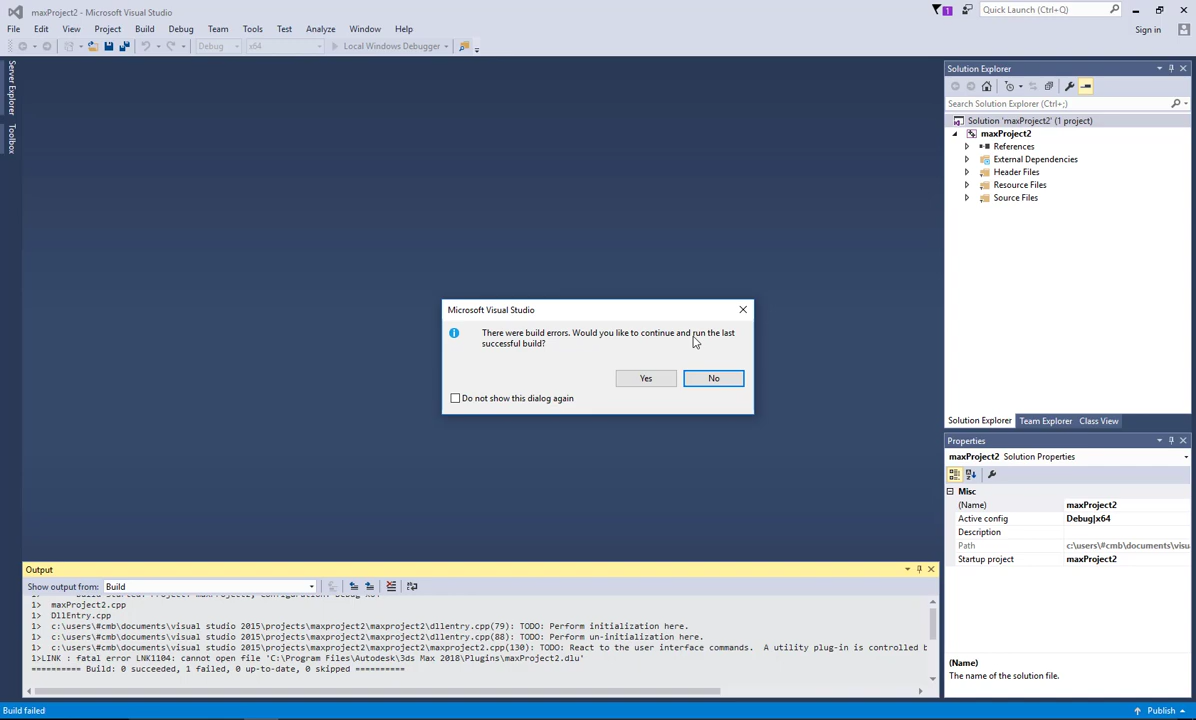 maxProject2 - Microsoft Visual Studio
1
Quick Launch (Ctrl+Q)
File Edit View Project Build Debug Team Tools Test Analyze Window Help
Sign in
Debug x64 Local Windows Debugger
Server Explorer
Toolbox
Solution Explorer
Search Solution Explorer (Ctrl+;)
Solution 'maxProject2' (1 project)
maxProject2
References
External Dependencies
Header Files
Resource Files
Source Files
Microsoft Visual Studio
There were build errors. Would you like to continue and run the last
successful build?
Yes No
Do not show this dialog again
Solution Explorer Team Explorer Class View
Properties
maxProject2 Solution Properties
Misc
(Name) maxProject2
Active config Debug|x64
Description
Path c:\users\#cmb\documents\visu
Startup project maxProject2
(Name)
The name of the solution file.
Output
Show output from: Build
1> maxProject2.cpp
1> DllEntry.cpp
1> c:\users\#cmb\documents\visual studio 2015\projects\maxproject2\maxproject2\dllentry.cpp(79): TODO: Perform initialization here.
1> c:\users\#cmb\documents\visual studio 2015\projects\maxproject2\maxproject2\dllentry.cpp(88): TODO: Perform un-initialization here.
1> c:\users\#cmb\documents\visual studio 2015\projects\maxproject2\maxproject2\maxproject2.cpp(130): TODO: React to the user interface commands. A utility plug-in is controlled b
1>LINK : fatal error LNK1104: cannot open file 'C:\Program Files\Autodesk\3ds Max 2018\Plugins\maxProject2.dlu'
========== Build: 0 succeeded, 1 failed, 0 up-to-date, 0 skipped ==========
Build failed
Publish